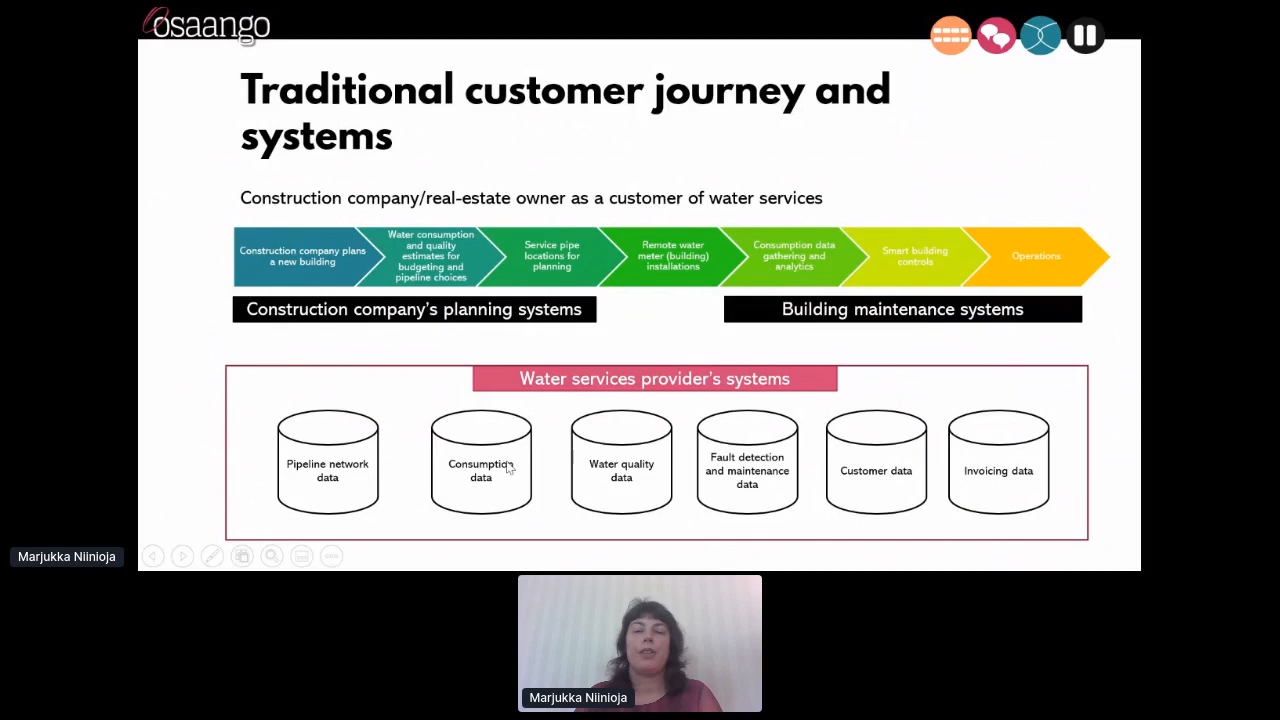 osaango
Traditional customer journey and
systems
Construction company/real-estate owner as a customer of water services
Construction company plans
a new building
Water consumption
and quality
estimates for
budgeting and
pipeline choices
Service pipe
locations for
planning
Remote water
meter (building)
installations
Consumption data
gathering and
analytics
Smart building
controls
Operations
Construction company's planning systems
Building maintenance systems
Water services provider's systems
Pipeline network
data
Consumption
data
Water quality
data
Fault detection
and maintenance
data
Customer data
Invoicing data
Marjukka Niinioja
Marjukka Niinioja